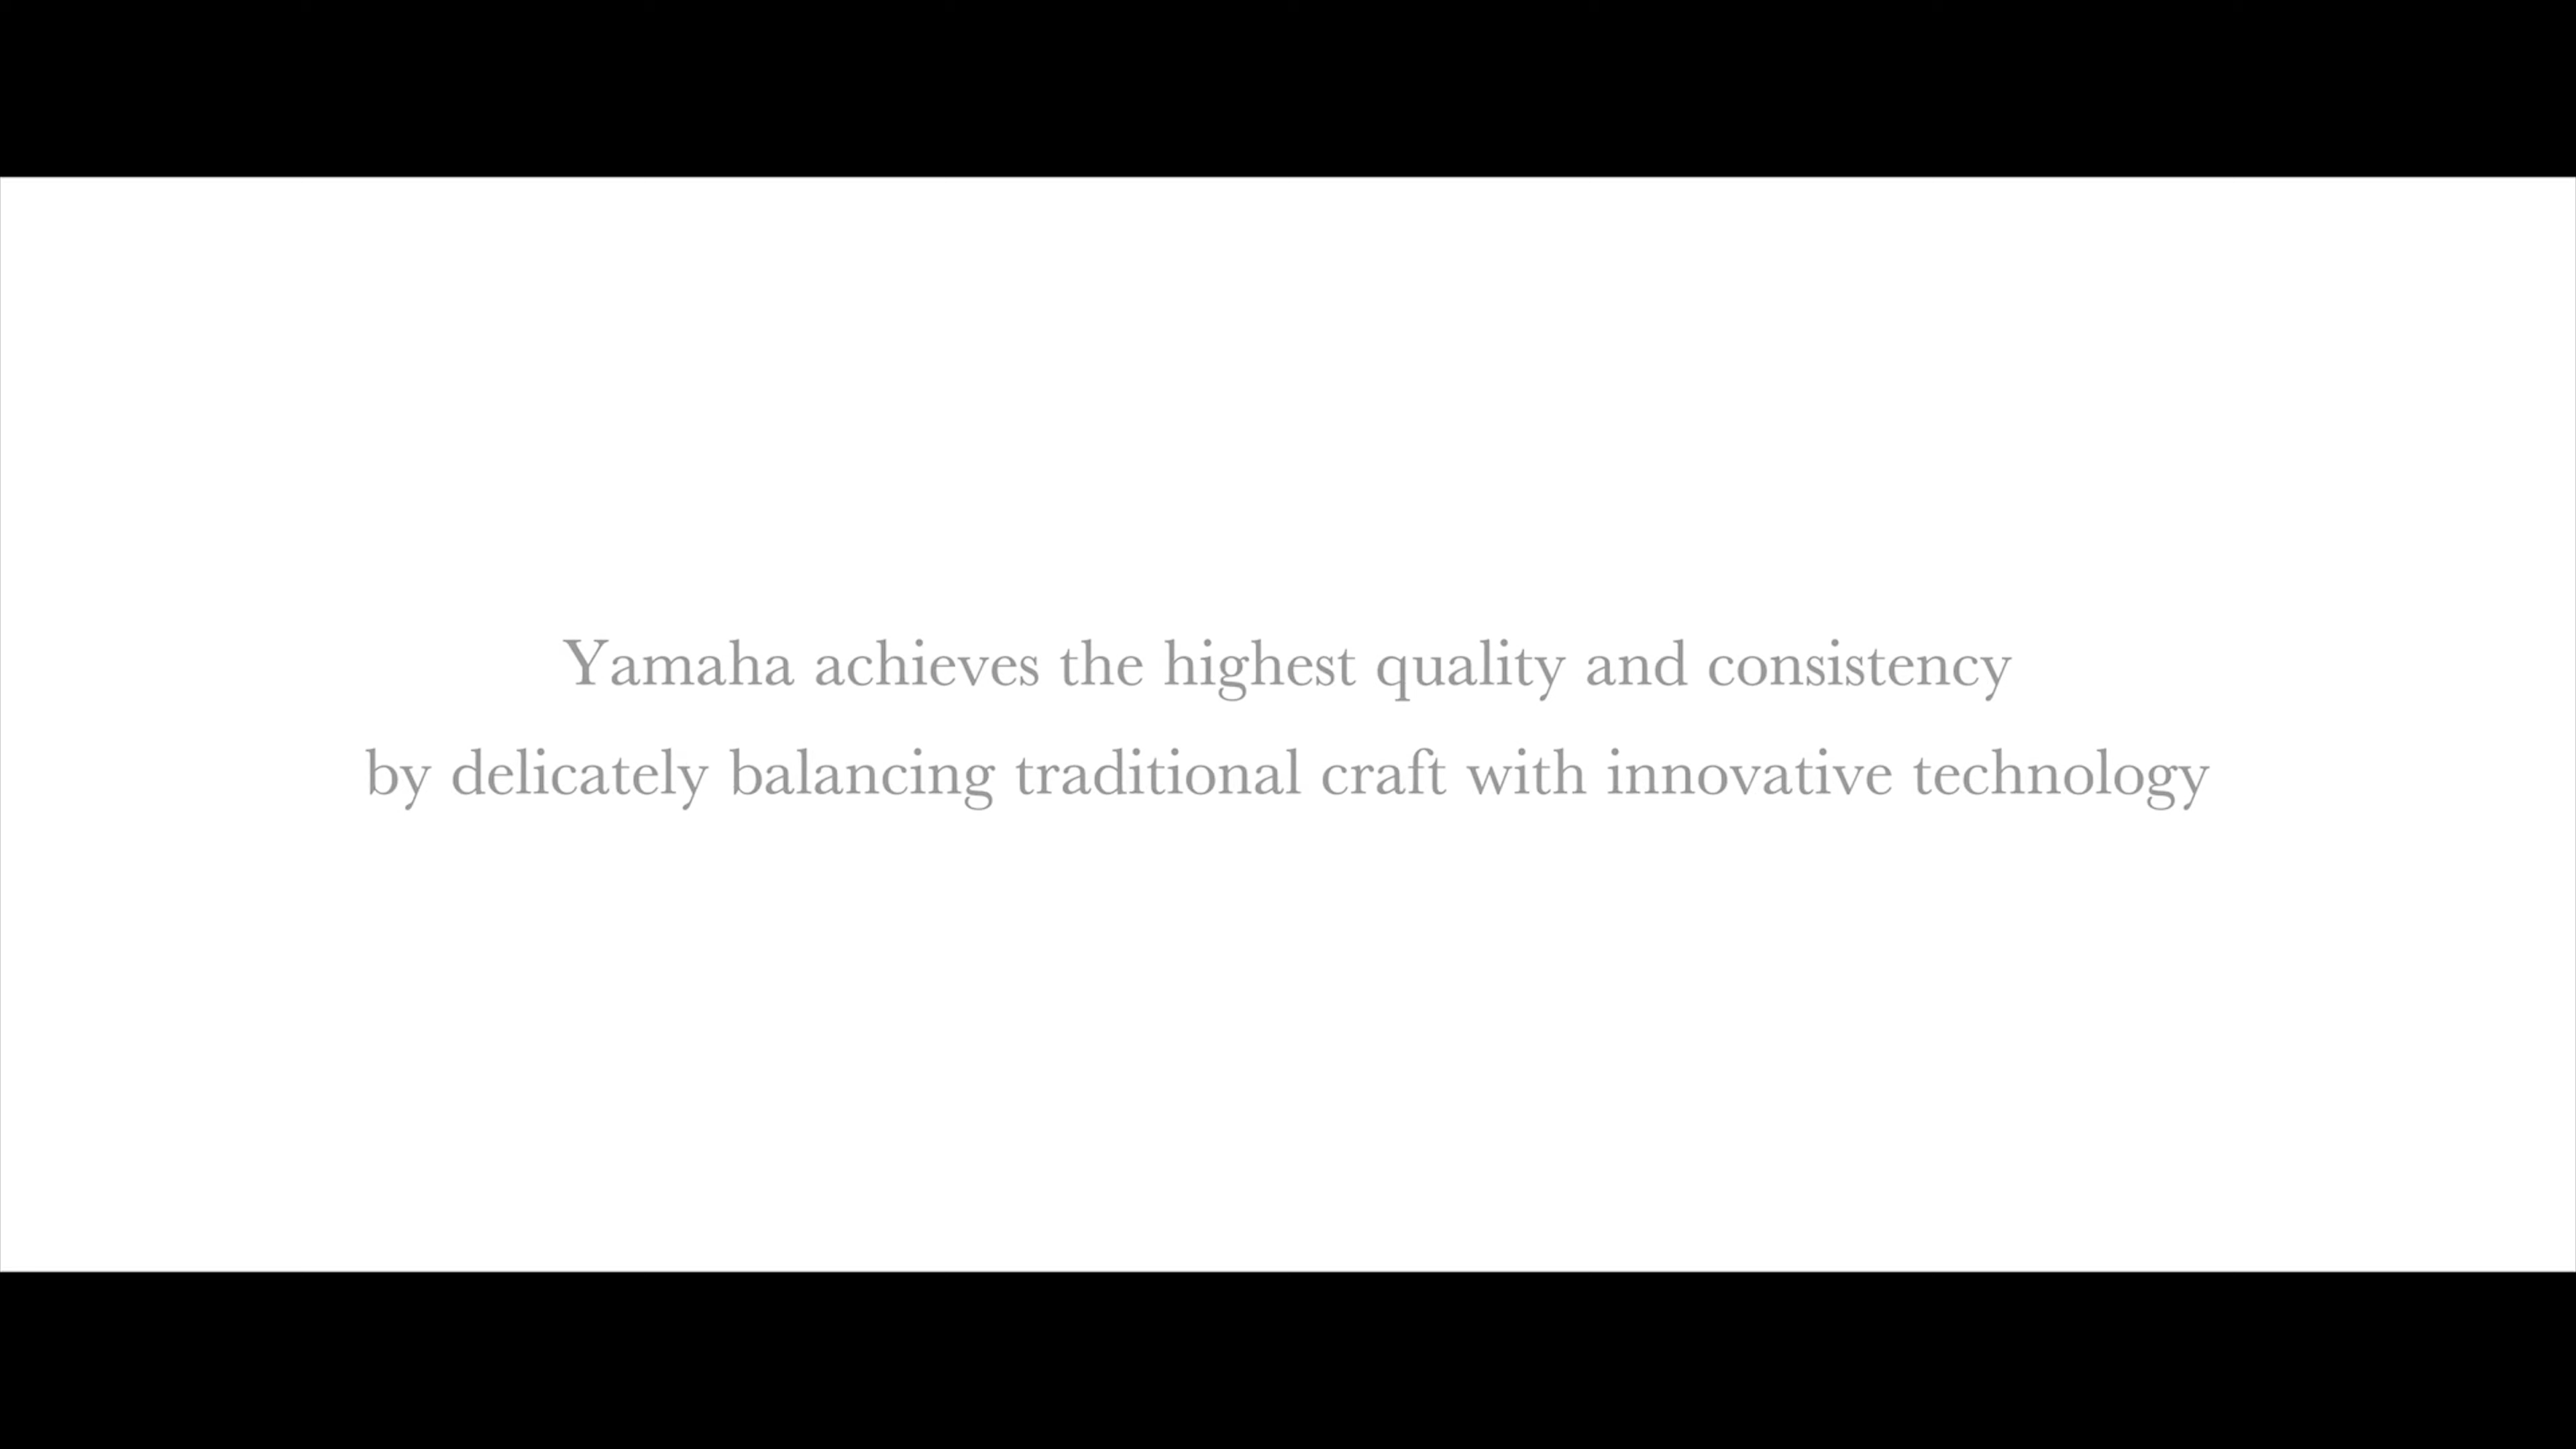 Yamaha achieves the highest quality and consistency
by delicately balancing traditional craft with innovative technology